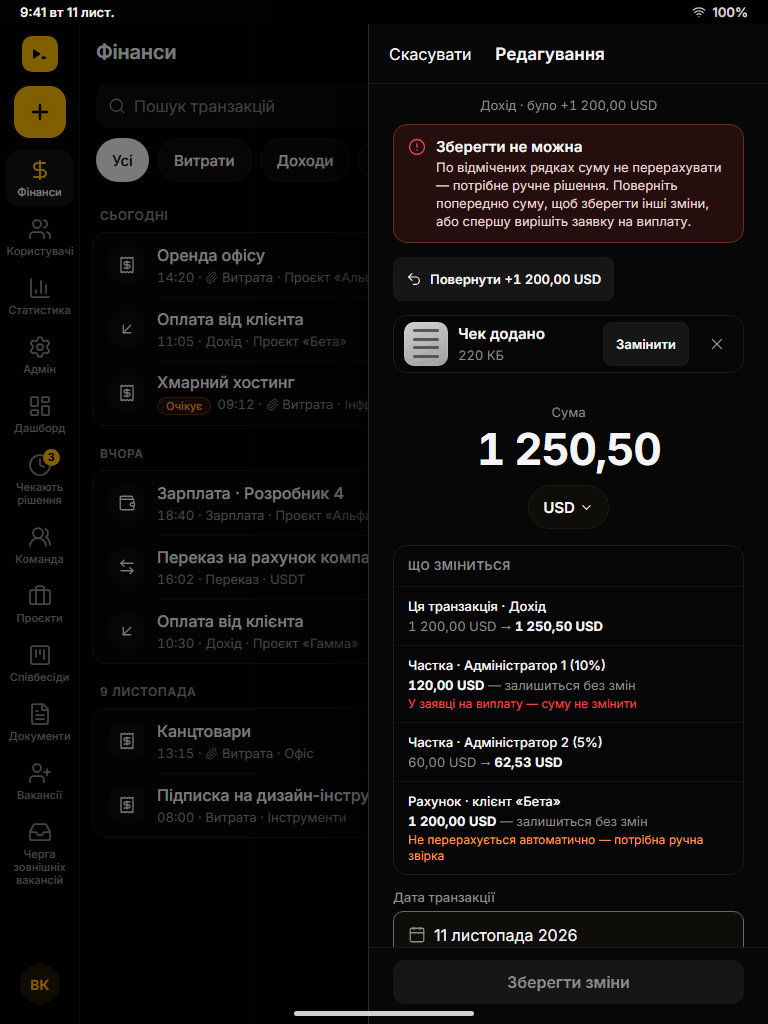 9:41 вт 11 лист.
100%
Фінанси
Користувачі
Статистика
Адмін
Дашборд
3
Чекають
рішення
Команда
Проєкти
Співбесіди
Документи
Вакансії
Черга
зовнішніх
вакансій
ВК
Фінанси
Пошук транзакцій
Усі
Витрати
Доходи
СЬОГОДНІ
Оренда офісу
14:20 · Витрата · Проєкт «Альф
Оплата від клієнта
11:05 · Дохід · Проєкт «Бета»
Хмарний хостинг
Очікує 09:12 · Витрата · Інфр
ВЧОРА
Зарплата · Розробник 4
18:40 · Зарплата · Проєкт «Альфа
Переказ на рахунок компа
16:02 · Переказ · USDT
Оплата від клієнта
10:30 · Дохід · Проєкт «Гамма»
9 ЛИСТОПАДА
Канцтовари
13:15 · Витрата · Офіс
Підписка на дизайн-інстру
08:00 · Витрата · Інструменти
Скасувати
Редагування
Дохід · було +1 200,00 USD
Зберегти не можна
По відмічених рядках суму не перерахувати
— потрібне ручне рішення. Поверніть
попередню суму, щоб зберегти інші зміни,
або спершу вирішіть заявку на виплату.
Повернути +1 200,00 USD
Чек додано
220 КБ
Замінити
Сума
1 250,50
USD
ЩО ЗМІНИТЬСЯ
Ця транзакція · Дохід
1 200,00 USD → 1 250,50 USD
Частка · Адміністратор 1 (10%)
120,00 USD — залишиться без змін
У заявці на виплату — суму не змінити
Частка · Адміністратор 2 (5%)
60,00 USD → 62,53 USD
Рахунок · клієнт «Бета»
1 200,00 USD — залишиться без змін
Не перерахується автоматично — потрібна ручна
звірка
Дата транзакції
11 листопада 2026
Зберегти зміни